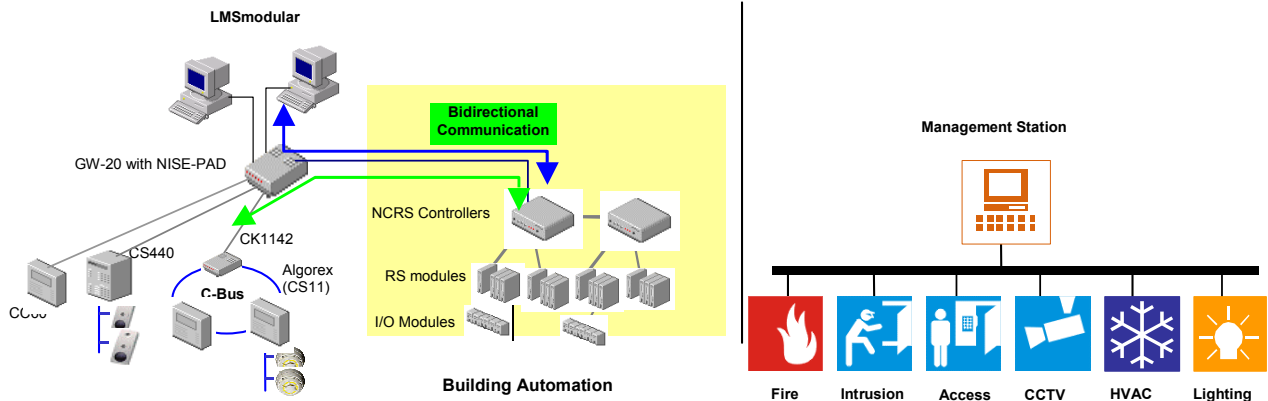 LMSmodular
Bidirectional
Communication
Management Station
GW-20 with NISE-PAD
NCRS Controllers
CK1142
CS440
RS modules
Algorex
(CS11)
C-Bus
I/O Modules
Building Automation
Fire
Intrusion
Access
CCTV
HVAC
Lighting